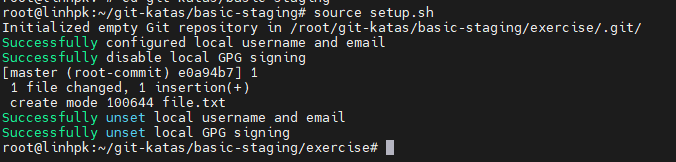 root@linhpk:~/git-katas/basic-staging# source setup.sh
Initialized empty Git repository in /root/git-katas/basic-staging/exercise/.git/
Successfully configured local username and email
Successfully disable local GPG signing
[master (root-commit) e0a94b7] 1
 1 file changed, 1 insertion(+)
 create mode 100644 file.txt
Successfully unset local username and email
Successfully unset local GPG signing
root@linhpk:~/git-katas/basic-staging/exercise#